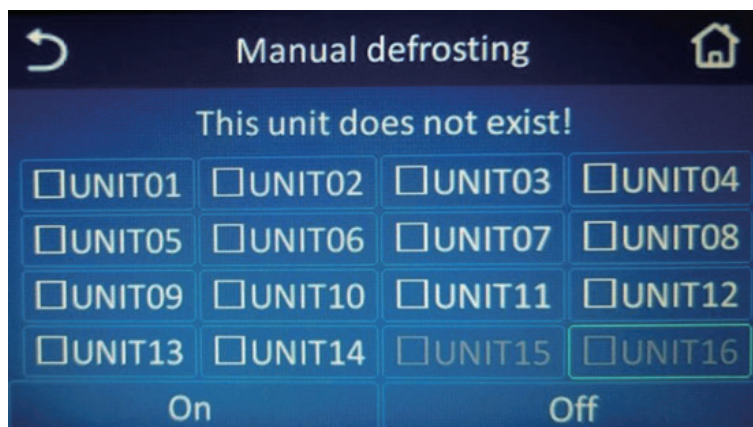 Manual defrosting
This unit does not exist!
☐UNIT01 ☐UNIT02 ☐UNIT03 ☐UNIT04
☐UNIT05 ☐UNIT06 ☐UNIT07 ☐UNIT08
☐UNIT09 ☐UNIT10 ☐UNIT11 ☐UNIT12
☐UNIT13 ☐UNIT14 ☐UNIT15 ☐UNIT16
On Off